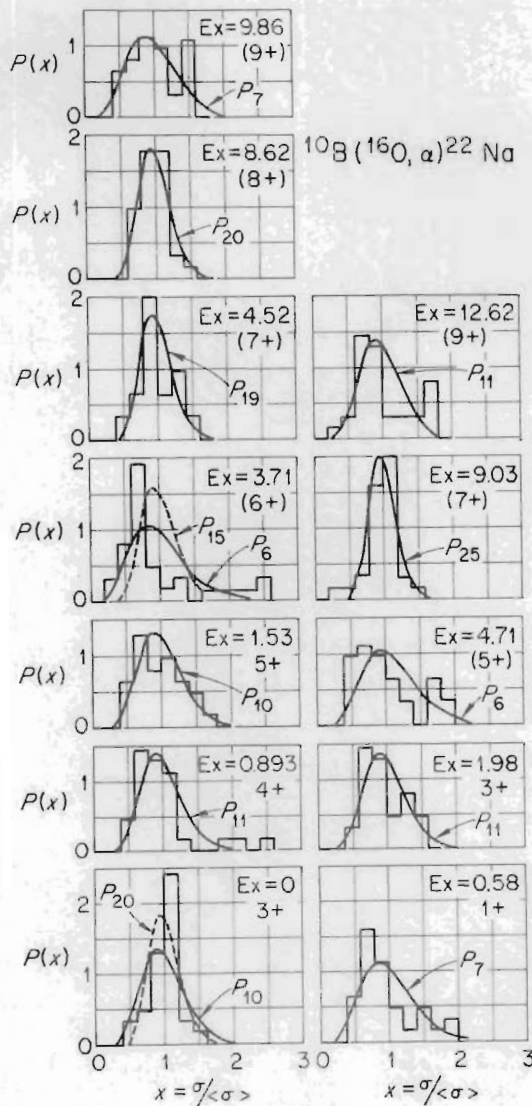 Ex=9.86
(9+)
P(x)
1
0
P7
2
Ex=8.62
(8+)
P(x)
1
0
P20
10B(16O, α)22 Na
2
Ex=4.52
(7+)
P(x)
1
0
P19
Ex=12.62
(9+)
P11
2
Ex=3.71
(6+)
P(x)
1
0
P15
P6
Ex=9.03
(7+)
P25
Ex=1.53
5+
P(x)
1
0
P10
Ex=4.71
(5+)
P6
Ex=0.893
4+
P(x)
1
0
P11
Ex=1.98
3+
P11
Ex=0
3+
P20
2
P(x)
1
0
P10
Ex=0.58
1+
P7
0 1 2 3 0 1 2 3
x = σ/<σ>
x = σ/<σ>